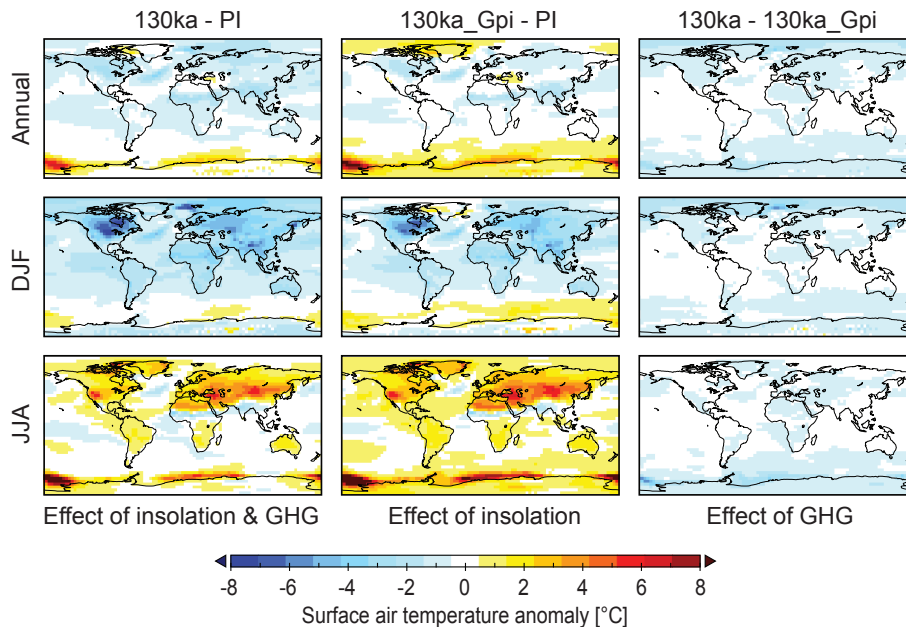 130ka - PI
130ka_Gpi - PI
130ka - 130ka_Gpi
Annual
DJF
JJA
Effect of insolation & GHG
Effect of insolation
Effect of GHG
-8 -6 -4 -2 0 2 4 6 8
Surface air temperature anomaly [°C]